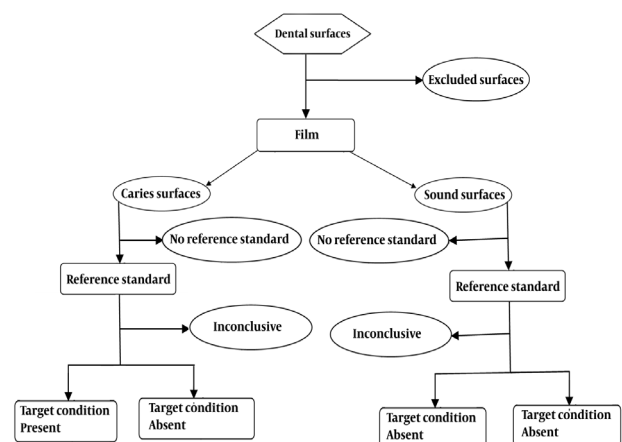 Dental surfaces
Excluded surfaces
Film
Caries surfaces
Sound surfaces
No reference standard
No reference standard
Reference standard
Reference standard
Inconclusive
Inconclusive
Target condition
Present
Target condition
Absent
Target condition
Absent
Target condition
Absent